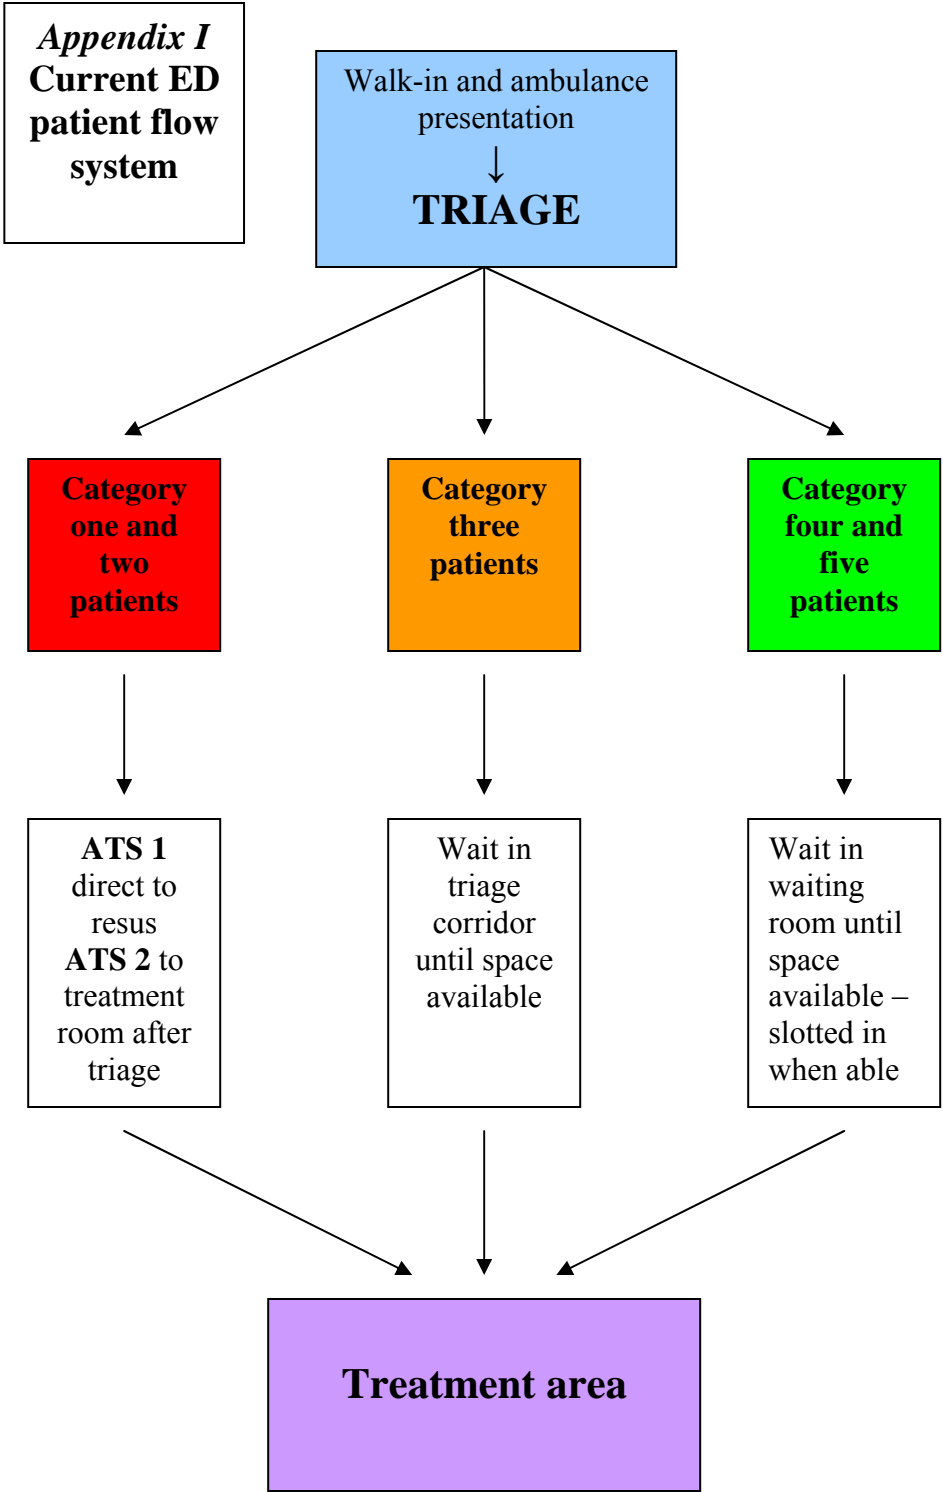 Appendix I
Current ED
patient flow
system
Walk-in and ambulance
presentation
↓
TRIAGE
Category
one and
two
patients
Category
three
patients
Category
four and
five
patients
ATS 1
direct to
resus
ATS 2 to
treatment
room after
triage
Wait in
triage
corridor
until space
available
Wait in
waiting
room until
space
available –
slotted in
when able
Treatment area